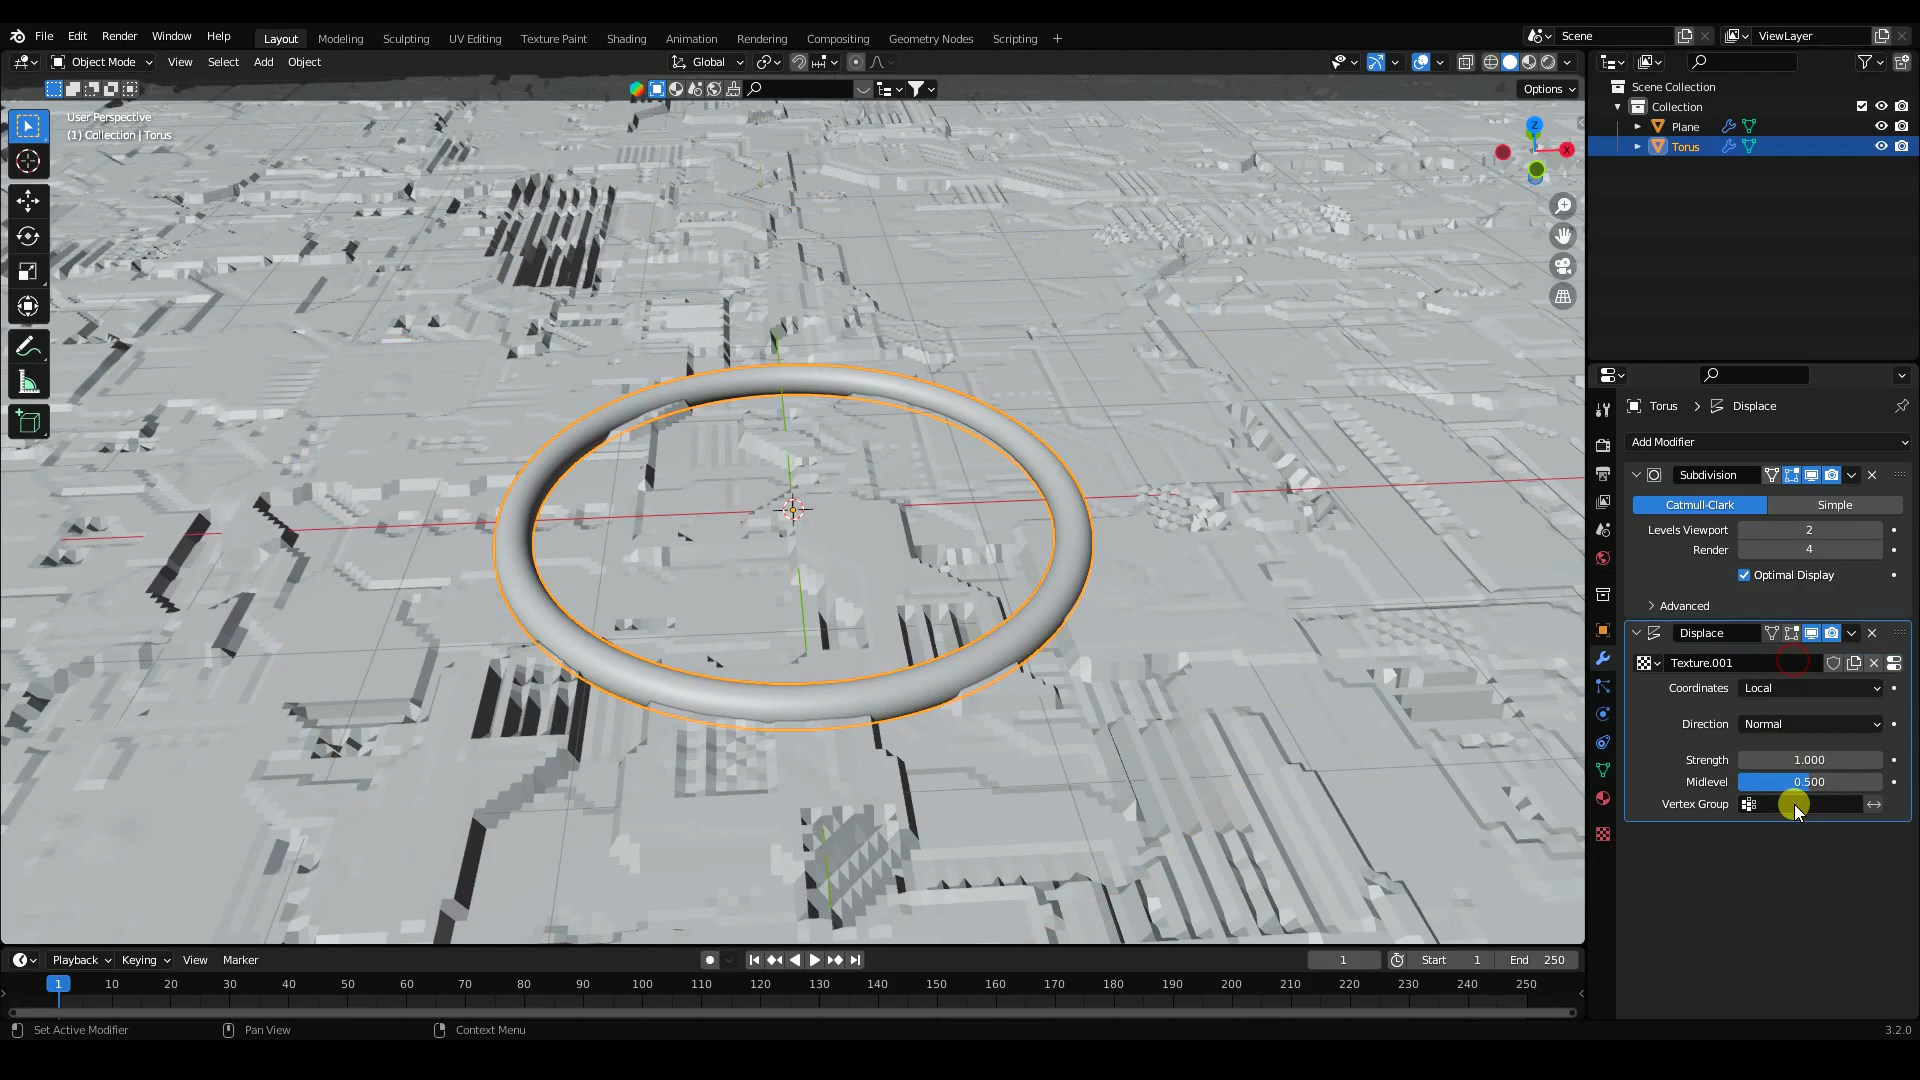 File Edit Render Window Help Layout Modeling Sculpting UV Editing Texture Paint Shading Animation Rendering Compositing Geometry Nodes Scripting + Scene ViewLayer
Object Mode View Select Add Object Global
Options
User Perspective
(1) Collection | Torus
Z
X
Scene Collection
Collection
Plane
Torus
Torus > Displace
Add Modifier
Subdivision
Catmull-Clark Simple
Levels Viewport 2
Render 4
Optimal Display
Advanced
Displace
Texture.001
Coordinates Local
Direction Normal
Strength 1.000
Midlevel 0.500
Vertex Group
Playback Keying View Marker 1 Start 1 End 250
1 10 20 30 40 50 60 70 80 90 100 110 120 130 140 150 160 170 180 190 200 210 220 230 240 250
Set Active Modifier Pan View Context Menu 3.2.0